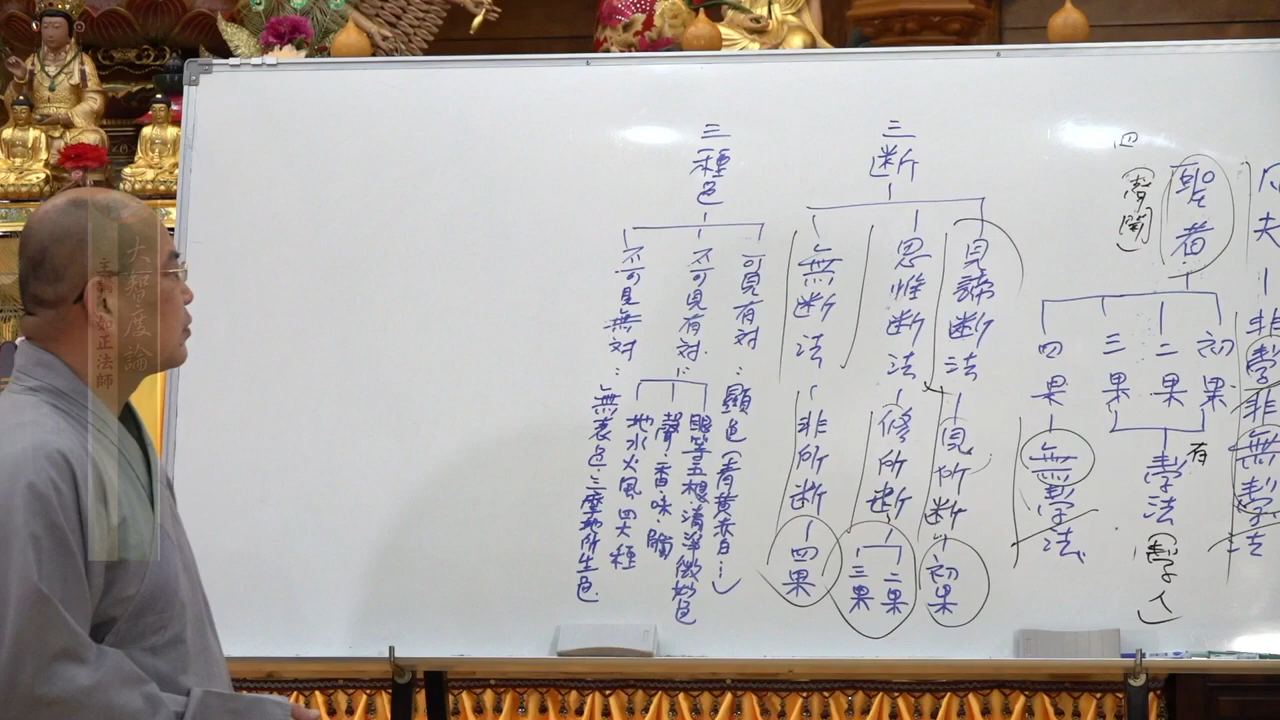 凡夫－非學非無學法
四
聖者
(聲聞)
初果
二果
三果
有
學法(學人)
四果－無學法
三斷
見諦斷法－見所斷－初果
思惟斷法－修所斷
二果
三果
無斷法－非所斷－四果
三種色
可見有対：顯色(青黃赤白…)
不可見有対：
眼等五根.清淨微妙色
聲.香.味.觸
地水火風四大種
不可見無対：無表色.三摩地所生色
大智度論
如正法師